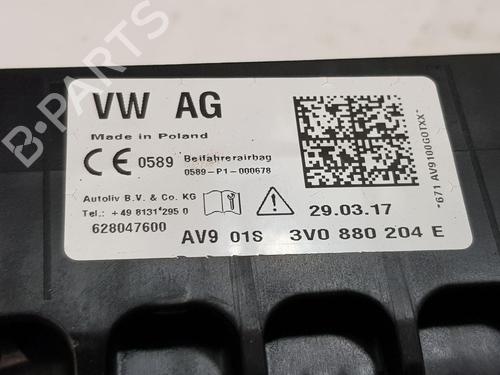 B-PARTS
VW AG
Made in Poland
CE 0589 Beifahrerairbag
0589-P1-000678
Autoliv B.V. & Co. KG
Tel.: +49 8131*295 0
628047600
29.03.17
AV9 01S 3V0 880 204 E
*671 AV9100G0TXX*